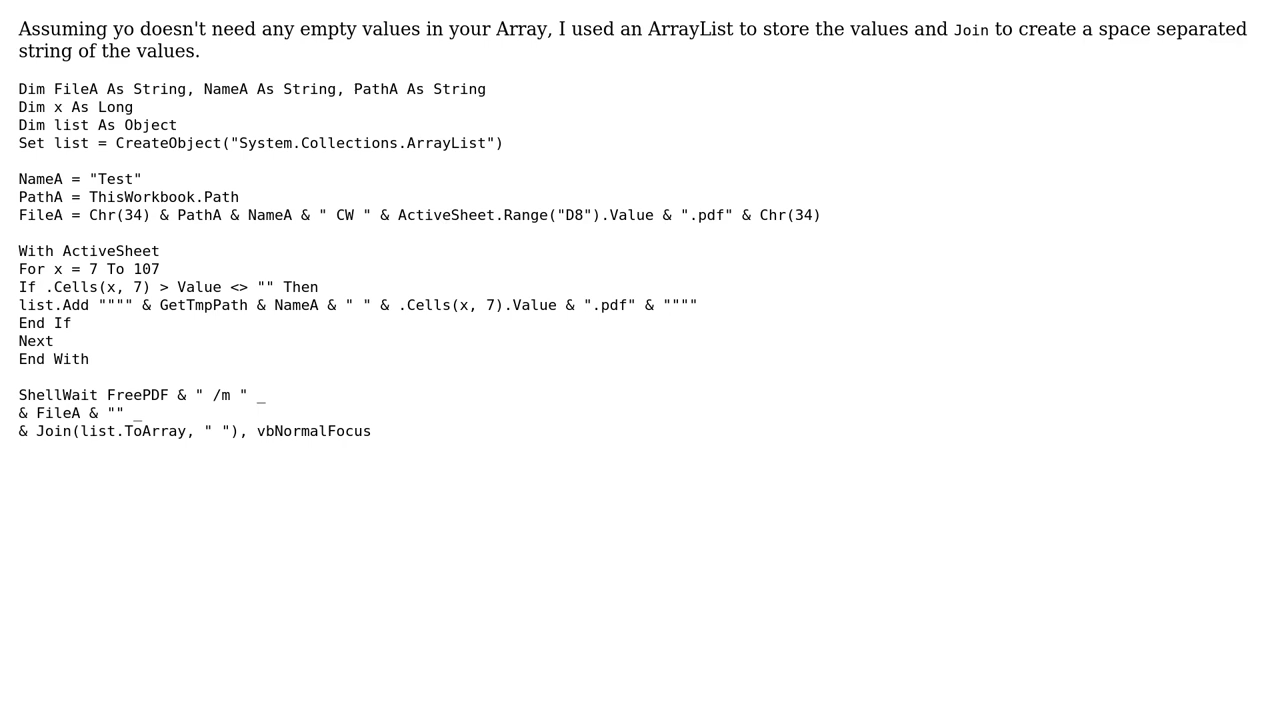 Assuming yo doesn't need any empty values in your Array, I used an ArrayList to store the values and Join to create a space separated
string of the values.
Dim FileA As String, NameA As String, PathA As String
Dim x As Long
Dim list As Object
Set list = CreateObject("System.Collections.ArrayList")
NameA = "Test"
PathA = ThisWorkbook.Path
FileA = Chr(34) & PathA & NameA & " CW " & ActiveSheet.Range("D8").Value & ".pdf" & Chr(34)
With ActiveSheet
For x = 7 To 107
If .Cells(x, 7) > Value <> "" Then
list.Add """" & GetTmpPath & NameA & " " & .Cells(x, 7).Value & ".pdf" & """"
End If
Next
End With
ShellWait FreePDF & " /m " _
& FileA & "" _
& Join(list.ToArray, " "), vbNormalFocus